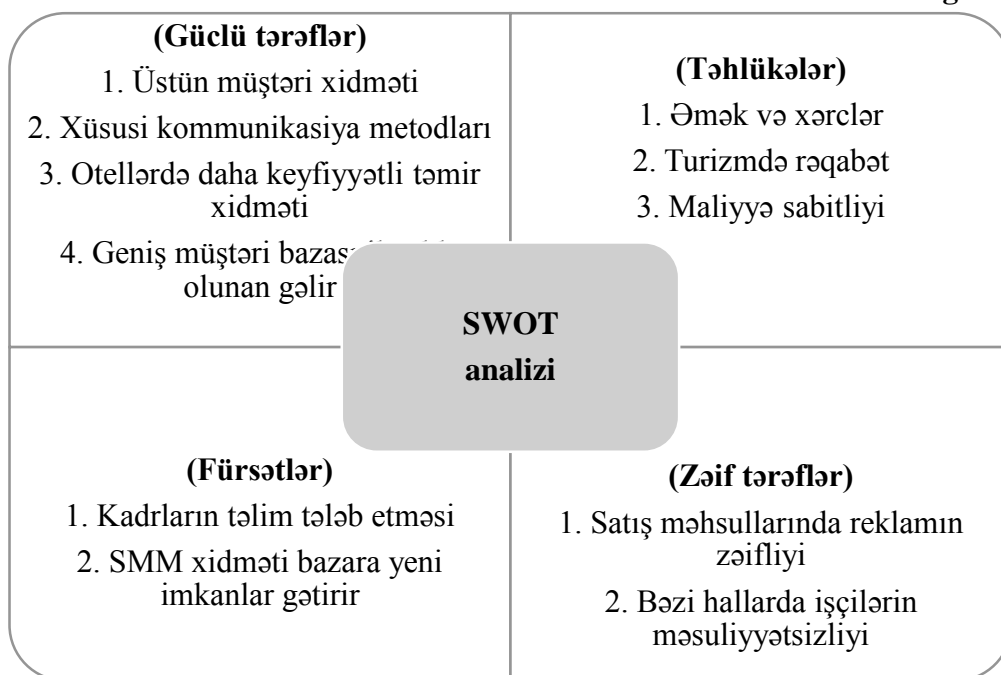 (Güclü tərəflər)
1. Üstün müştəri xidməti
2. Xüsusi kommunikasiya metodları
3. Otellərdə daha keyfiyyətli təmir
xidməti
4. Geniş müştəri
olunan gəlir
(Təhlükələr)
1. Əmək və xərclər
2. Turizmdə rəqabət
3. Maliyyə sabitliyi
SWOT
analizi
(Fürsətlər)
1. Kadrların təlim tələb etməsi
2. SMM xidməti bazara yeni
imkanlar gətirir
(Zəif tərəflər)
1. Satış məhsullarında reklamın
zəifliyi
2. Bəzi hallarda işçilərin
məsuliyyətsizliyi